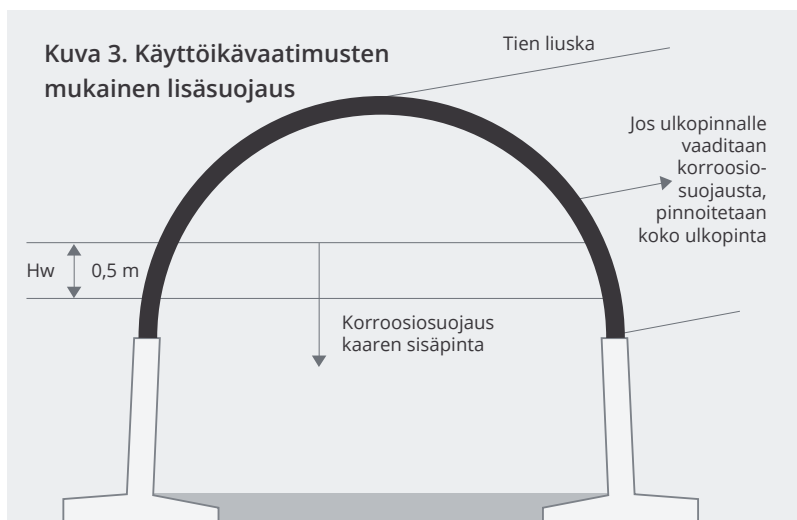 Kuva 3. Käyttöikävaatimusten
mukainen lisäsuojaus
Tien liuska
Jos ulkopinnalle
vaaditaan
korroosio-
suojausta,
pinnoitetaan
koko ulkopinta
Hw
0,5 m
Korroosiosuojaus
kaaren sisäpinta